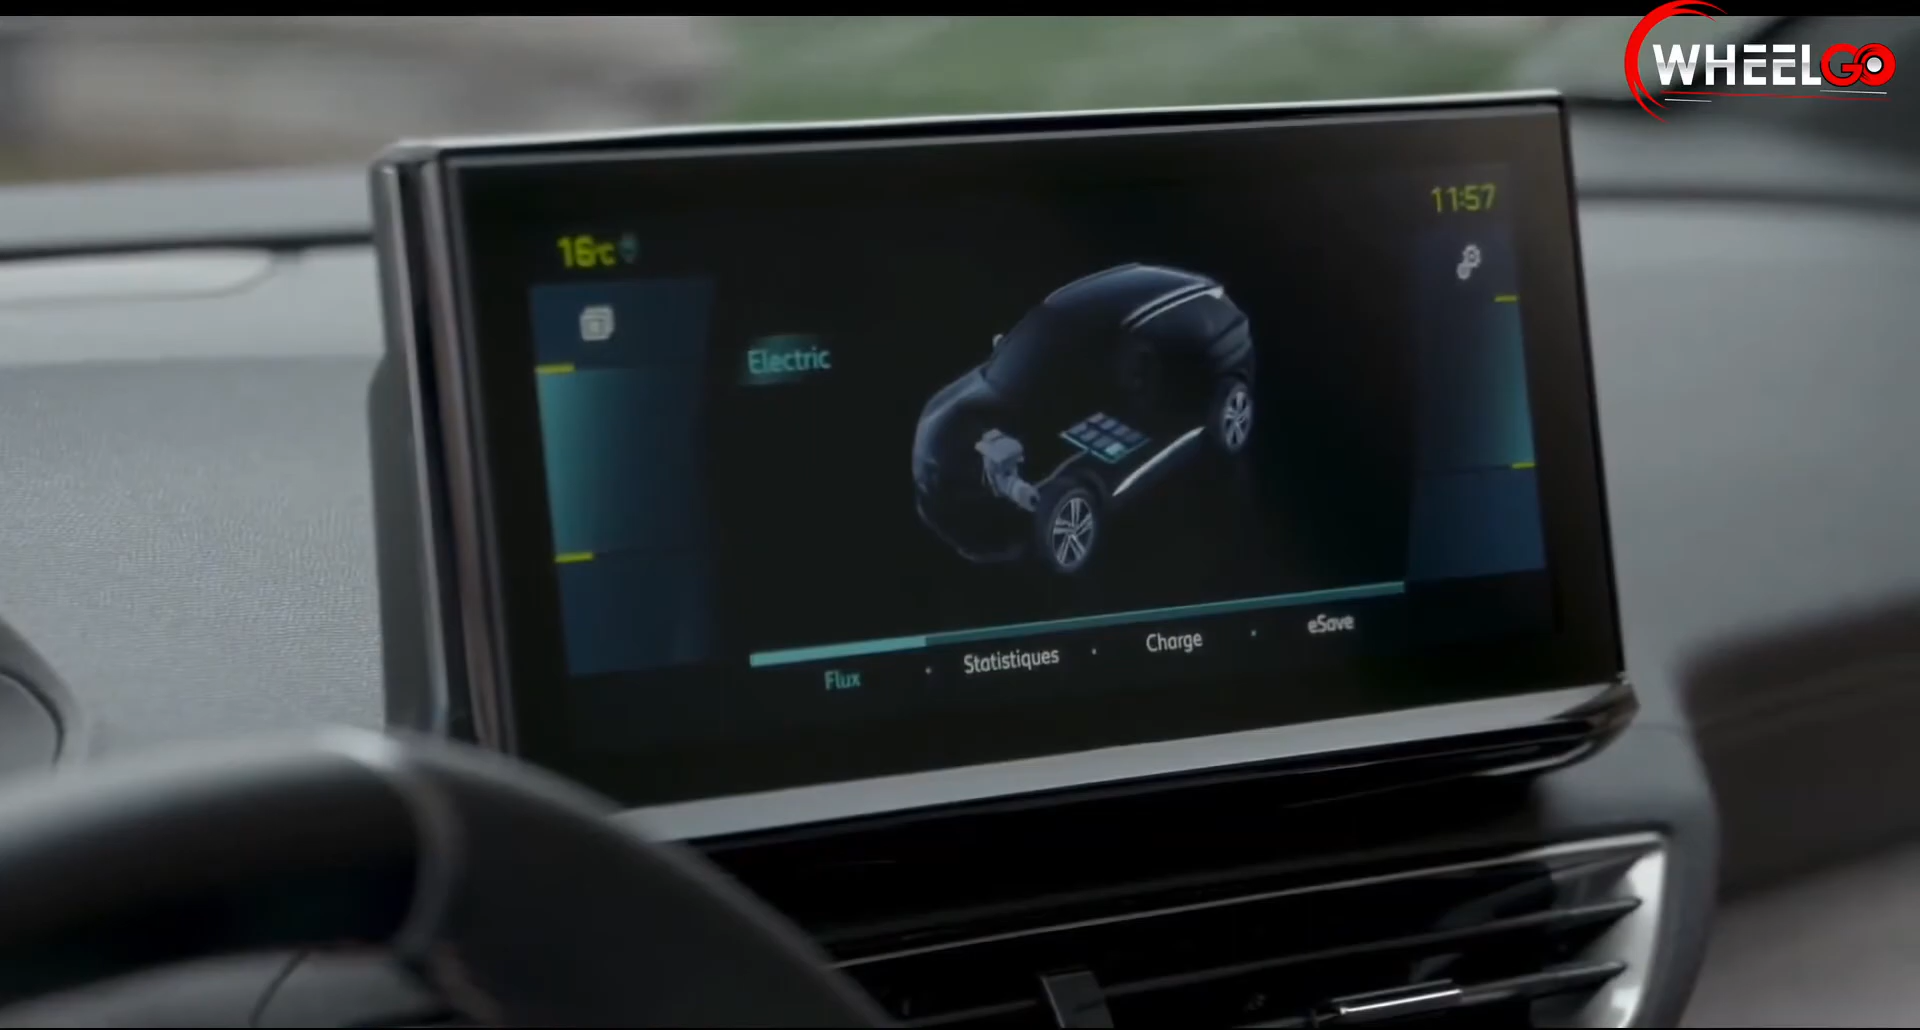 WHEELGO
11:57
16°C
Electric
Flux · Statistiques · Charge · eSave